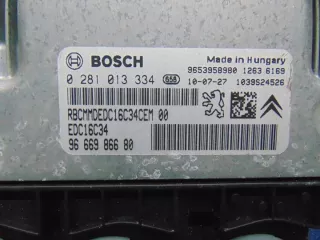 BOSCH
Made in Hungary
9653958980 1263 6169
0 281 013 334 658 10-07-27 1039S24526
RBCMMDEDC16C34CEM 00
EDC16C34
96 669 866 80